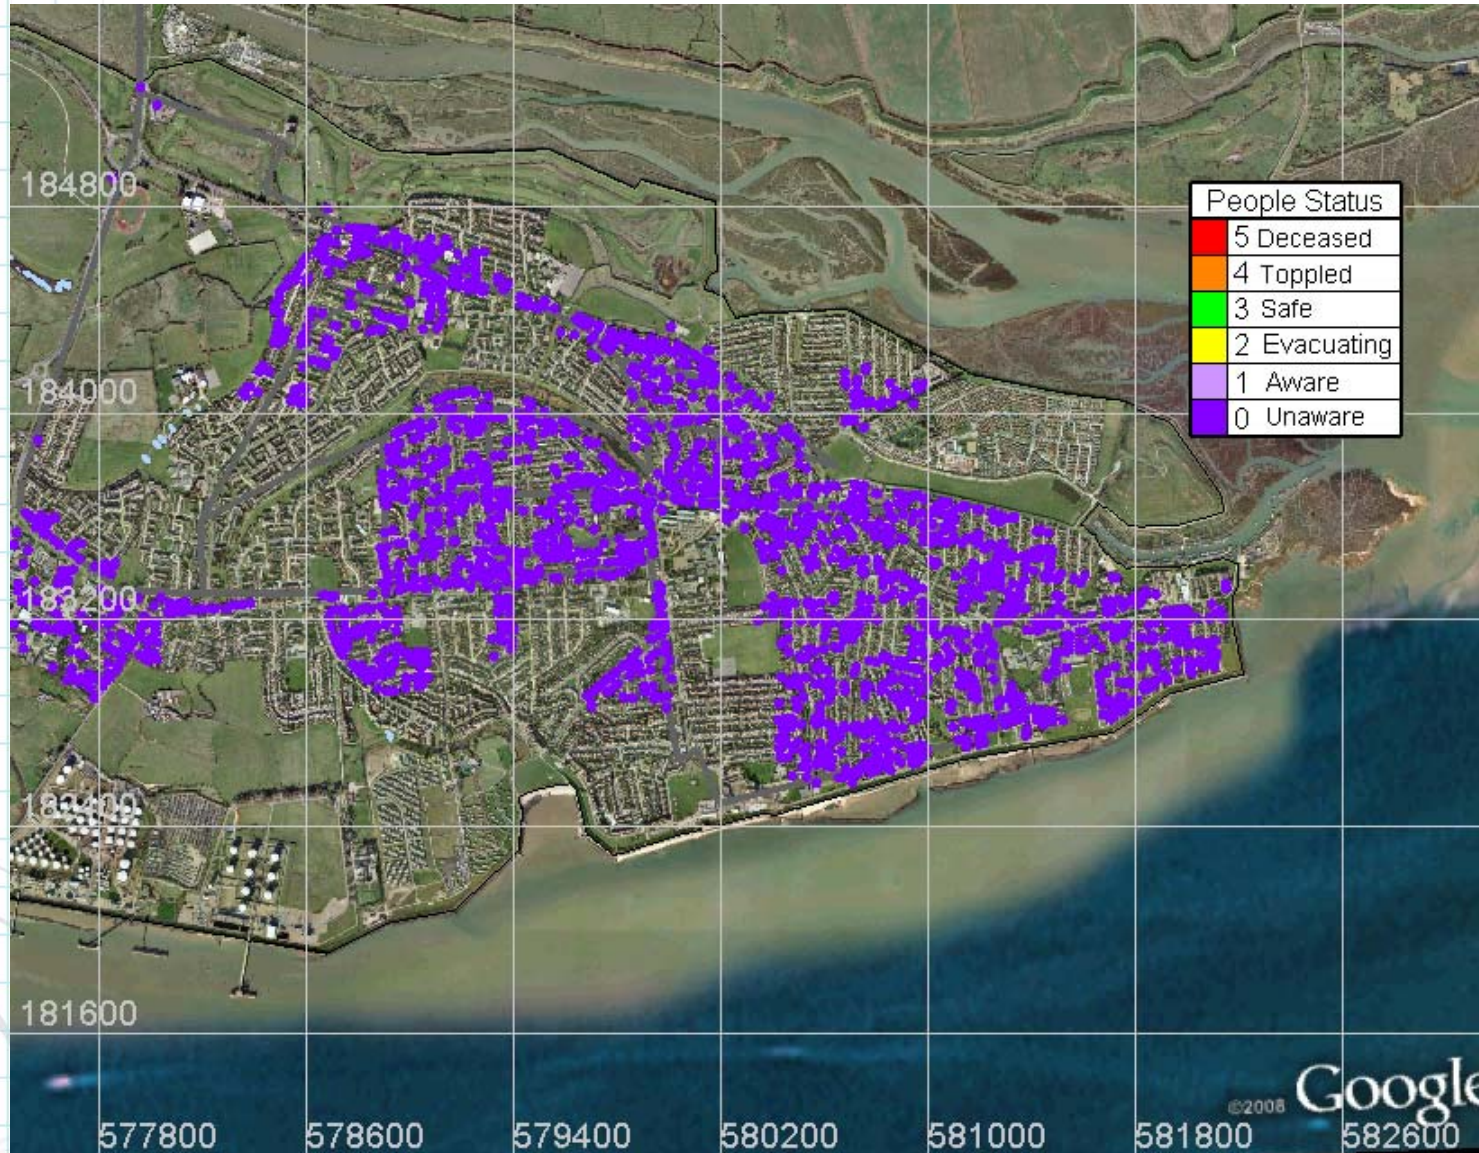 184800
People Status
5 Deceased
4 Toppled
3 Safe
2 Evacuating
1 Aware
0 Unaware
184000
183200
182400
181600
©2008 Google
577800 578600 579400 580200 581000 581800 582600